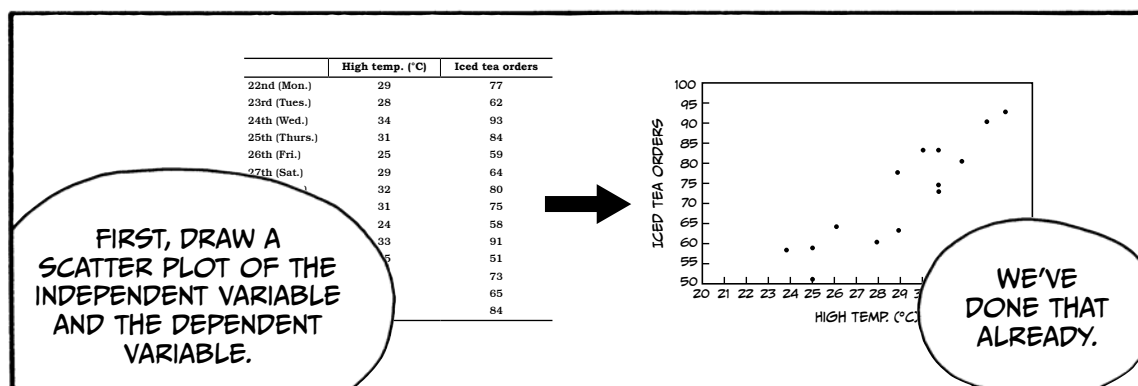 High temp. (°C) Iced tea orders
22nd (Mon.) 29 77
23rd (Tues.) 28 62
24th (Wed.) 34 93
25th (Thurs.) 31 84
26th (Fri.) 25 59
27th (Sat.) 29 64
32 80
31 75
24 58
33 91
51
73
65
84
FIRST, DRAW A
SCATTER PLOT OF THE
INDEPENDENT VARIABLE
AND THE DEPENDENT
VARIABLE.
ICED TEA ORDERS
100
95
90
85
80
75
70
65
60
55
50
20 21 22 23 24 25 26 27 28 29
HIGH TEMP. (°C)
WE'VE
DONE THAT
ALREADY.